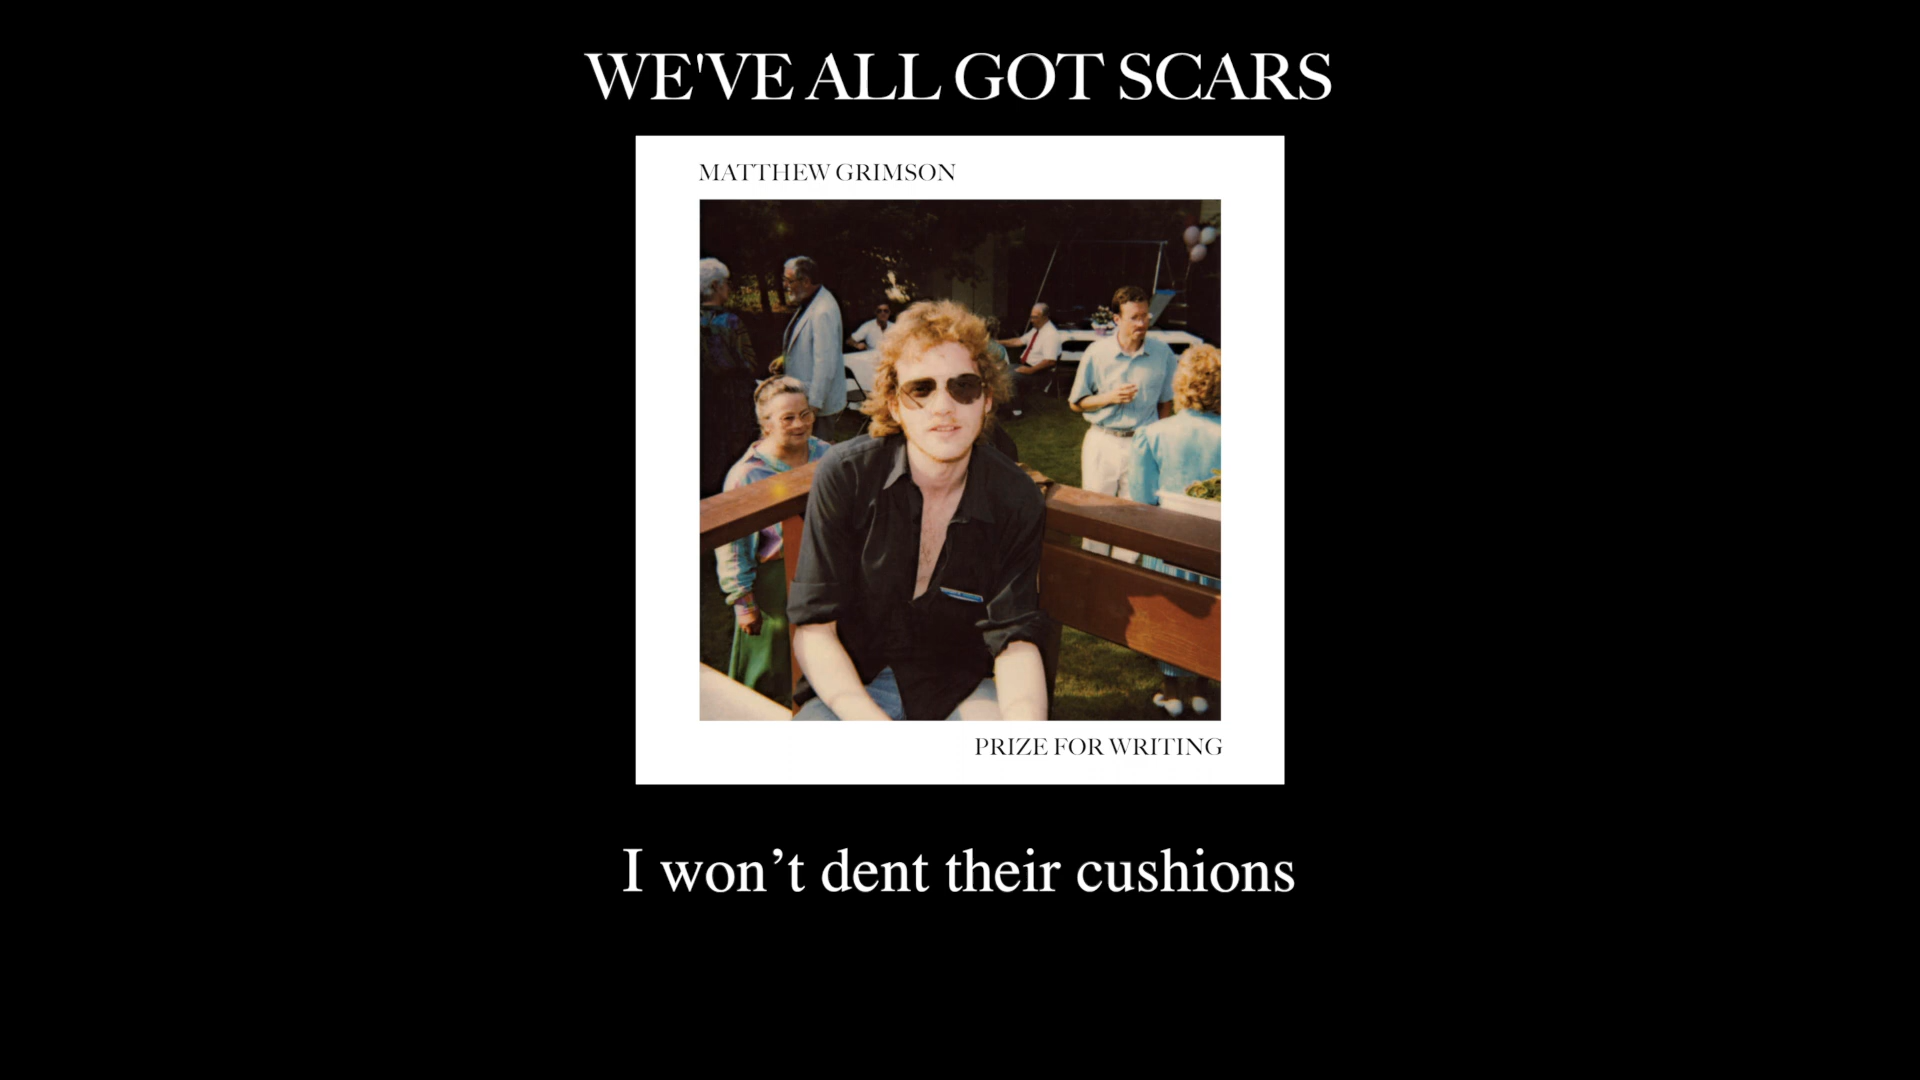 WE'VE ALL GOT SCARS
MATTHEW GRIMSON
PRIZE FOR WRITING
I won’t dent their cushions